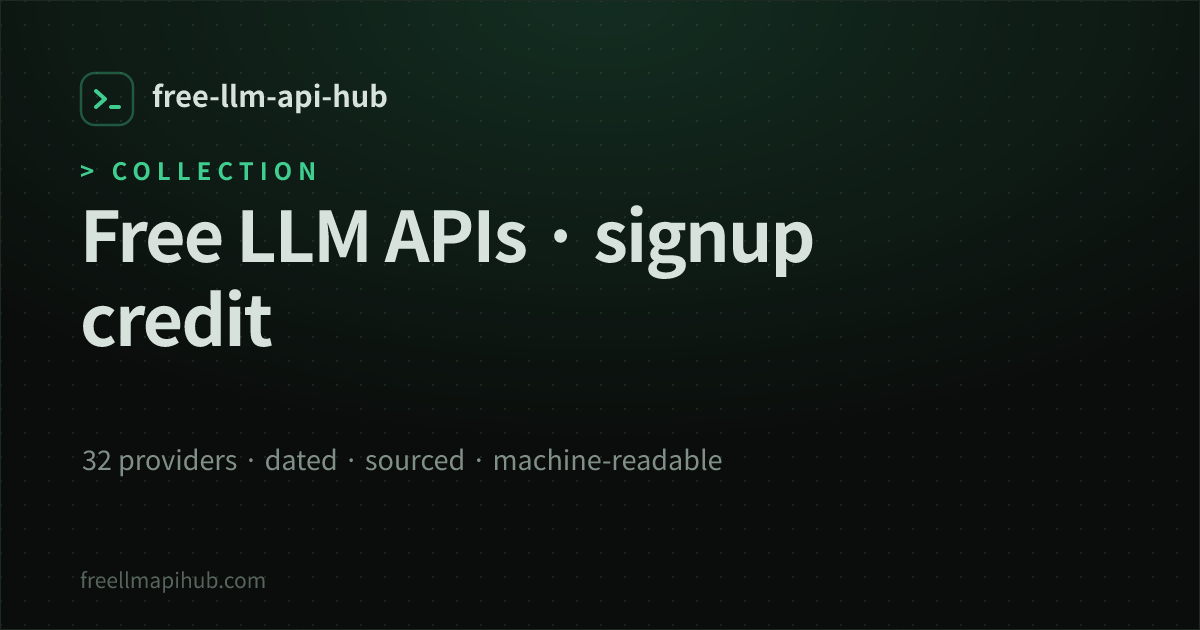 free-llm-api-hub
> COLLECTION
Free LLM APIs · signup
credit
32 providers · dated · sourced · machine-readable
freellmapihub.com